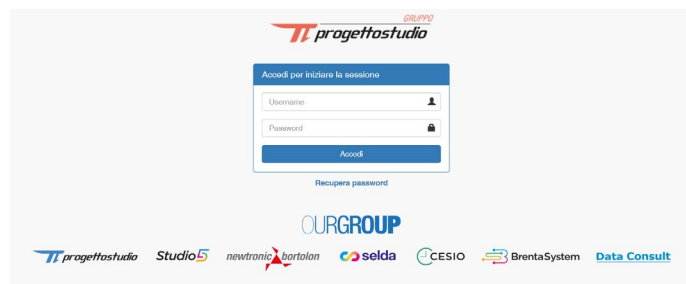 GRUPPO
progettostudio
Accedi per iniziare la sessione
Username
Password
Accedi
Recupera password
OURGROUP
progettostudio Studio5 newtronic bortolon selda CESIO BrentaSystem Data Consult